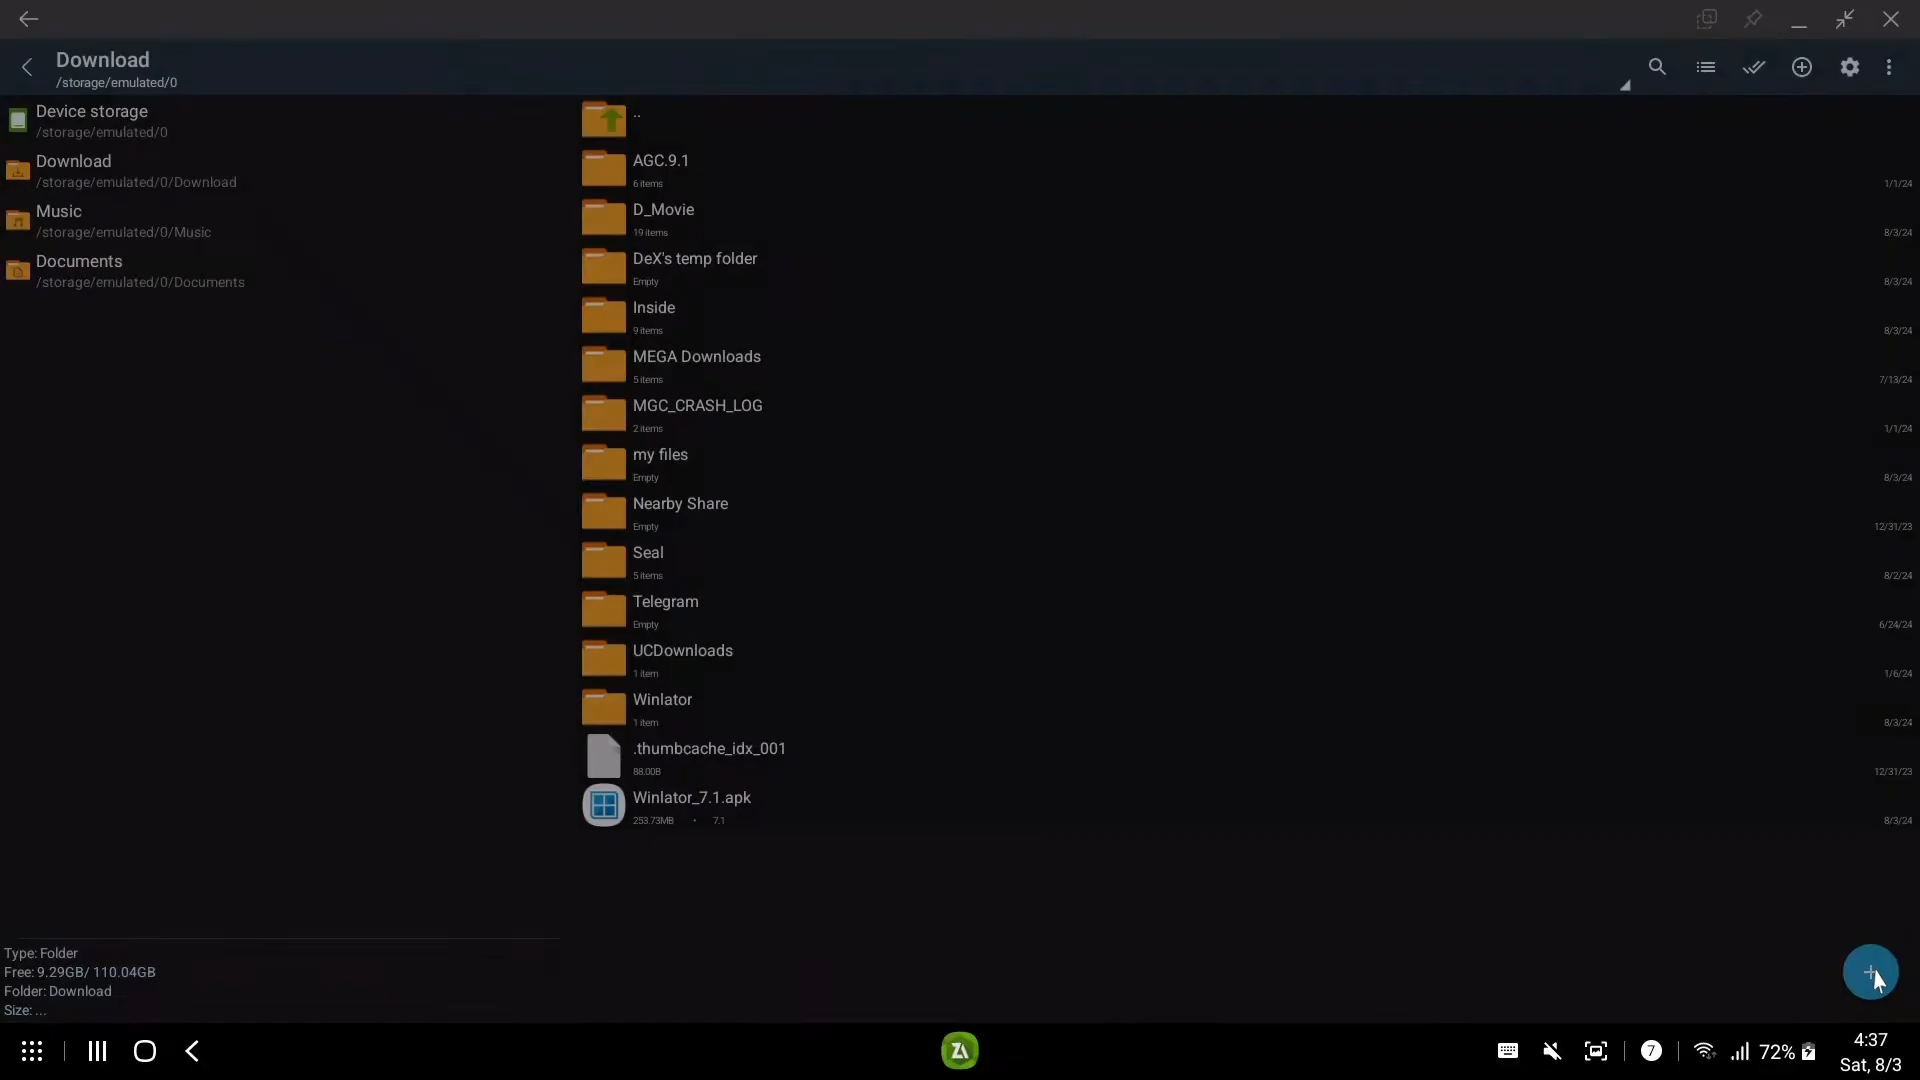 Download
/storage/emulated/0
Device storage
/storage/emulated/0
Download
/storage/emulated/0/Download
Music
/storage/emulated/0/Music
Documents
/storage/emulated/0/Documents
..
AGC.9.1
6 items
1/1/24
D_Movie
19 items
8/3/24
DeX's temp folder
Empty
8/3/24
Inside
9 items
8/3/24
MEGA Downloads
5 items
7/13/24
MGC_CRASH_LOG
2 items
1/1/24
my files
Empty
8/3/24
Nearby Share
Empty
12/31/23
Seal
5 items
8/2/24
Telegram
Empty
6/24/24
UCDownloads
1 item
1/6/24
Winlator
1 item
8/3/24
.thumbcache_idx_001
88.00B
12/31/23
Winlator_7.1.apk
253.73MB • 7.1
8/3/24
Type: Folder
Free: 9.29GB/ 110.04GB
Folder: Download
Size: ...
ZA
7
72%
4:37
Sat, 8/3